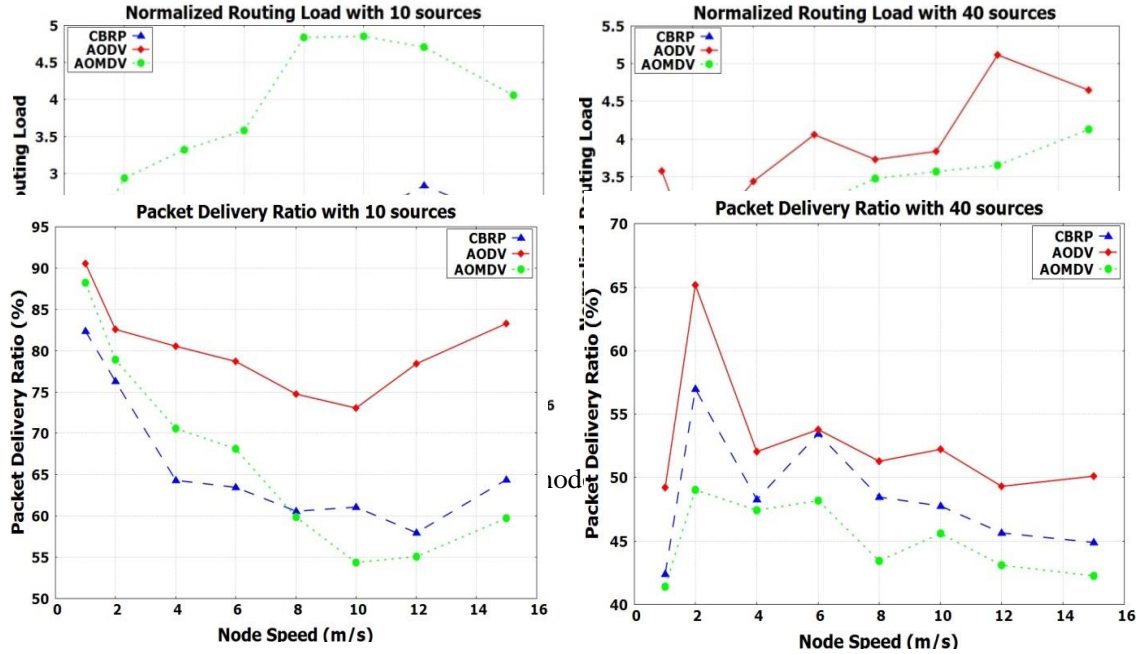 Normalized Routing Load with 10 sources
5
4.5
4
3.5
3
CBRP
AODV
AOMDV
outing Load
Normalized Routing Load with 40 sources
5.5
5
4.5
4
3.5
CBRP
AODV
AOMDV
Normalized Routing Load
Packet Delivery Ratio with 10 sources
95
90
85
80
75
70
65
60
55
50
CBRP
AODV
AOMDV
Packet Delivery Ratio (%)
0 2 4 6 8 10 12 14 16
Node Speed (m/s)
Packet Delivery Ratio with 40 sources
70
65
60
55
50
45
40
CBRP
AODV
AOMDV
Packet Delivery Ratio (%)
0 2 4 6 8 10 12 14 16
Node Speed (m/s)